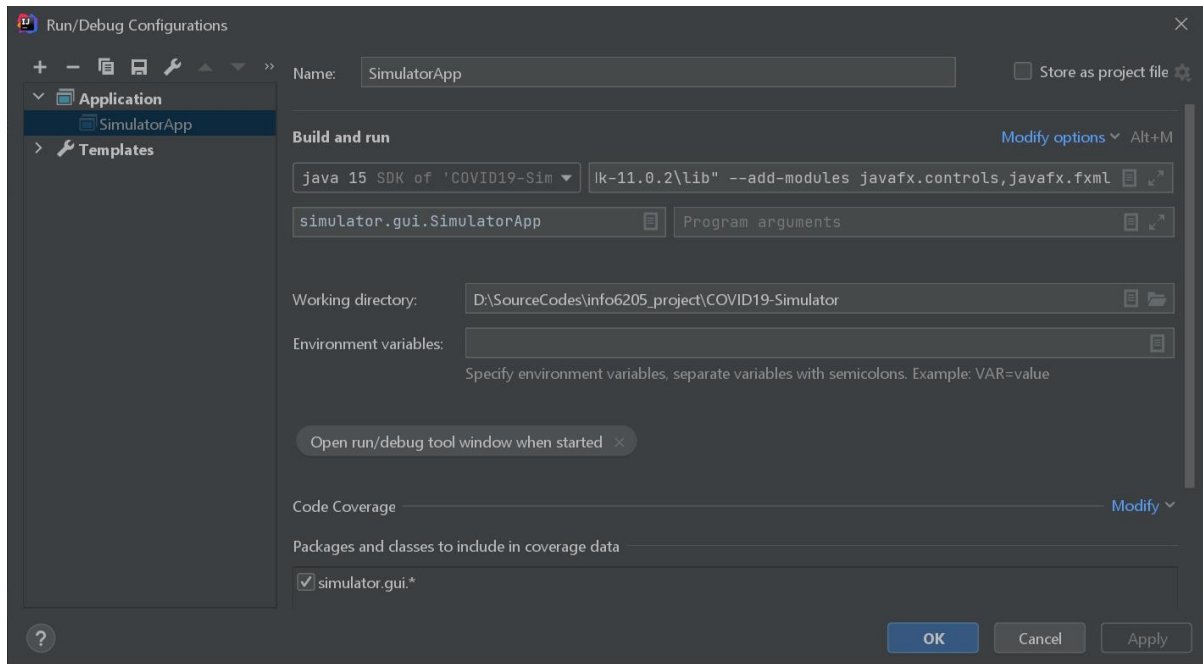 Run/Debug Configurations
Name: SimulatorApp
Store as project file
Application
SimulatorApp
Templates
Build and run
Modify options Alt+M
java 15 SDK of 'COVID19-Sim
lk-11.0.2\lib" --add-modules javafx.controls,javafx.fxml
simulator.gui.SimulatorApp
Program arguments
Working directory: D:\SourceCodes\info6205_project\COVID19-Simulator
Environment variables:
Specify environment variables, separate variables with semicolons. Example: VAR=value
Open run/debug tool window when started
Code Coverage
Modify
Packages and classes to include in coverage data
simulator.gui.*
?
OK
Cancel
Apply